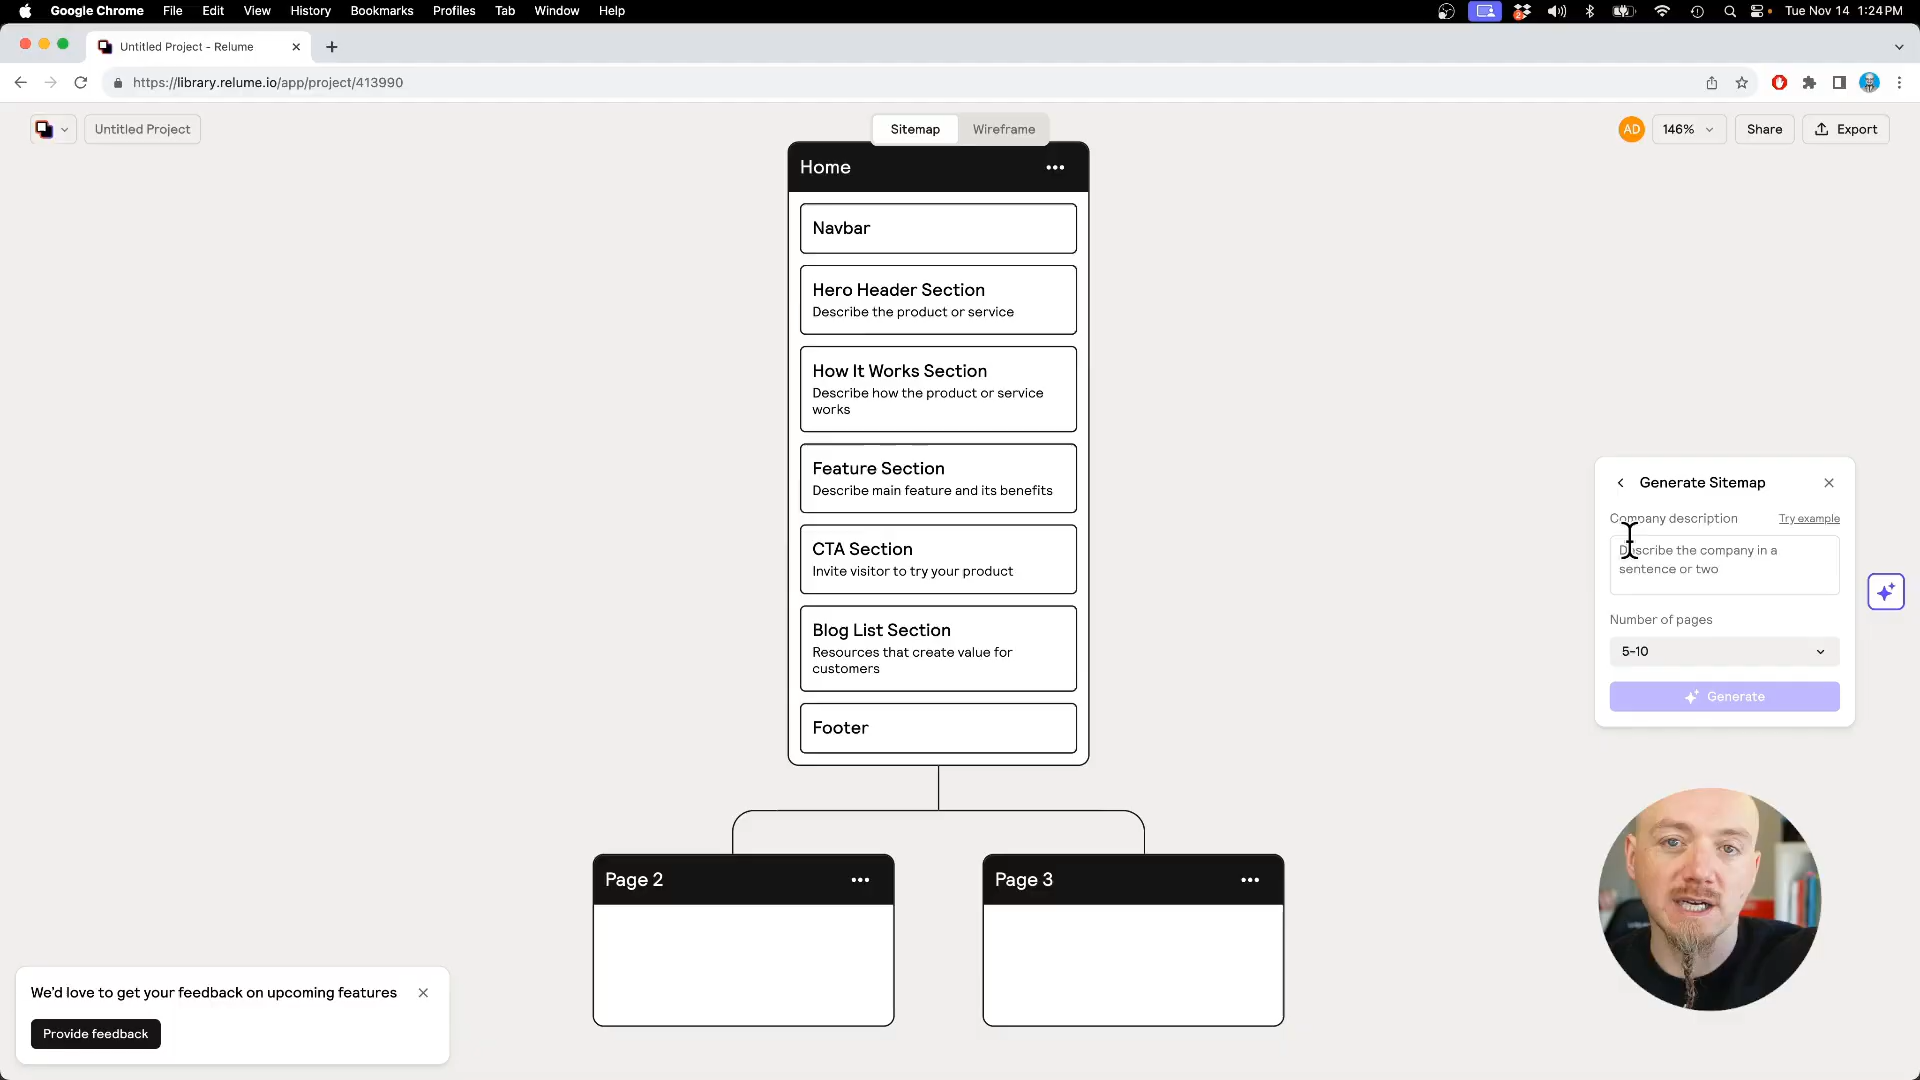 Google Chrome File Edit View History Bookmarks Profiles Tab Window Help Tue Nov 14 1:24 PM
Untitled Project - Relume
https://library.relume.io/app/project/413990
Untitled Project
Sitemap Wireframe
AD 146% Share Export
Home
Navbar
Hero Header Section
Describe the product or service
How It Works Section
Describe how the product or service
works
Feature Section
Describe main feature and its benefits
CTA Section
Invite visitor to try your product
Blog List Section
Resources that create value for
customers
Footer
Page 2
Page 3
Generate Sitemap
Company description Try example
Describe the company in a
sentence or two
Number of pages
5-10
Generate
We'd love to get your feedback on upcoming features
Provide feedback